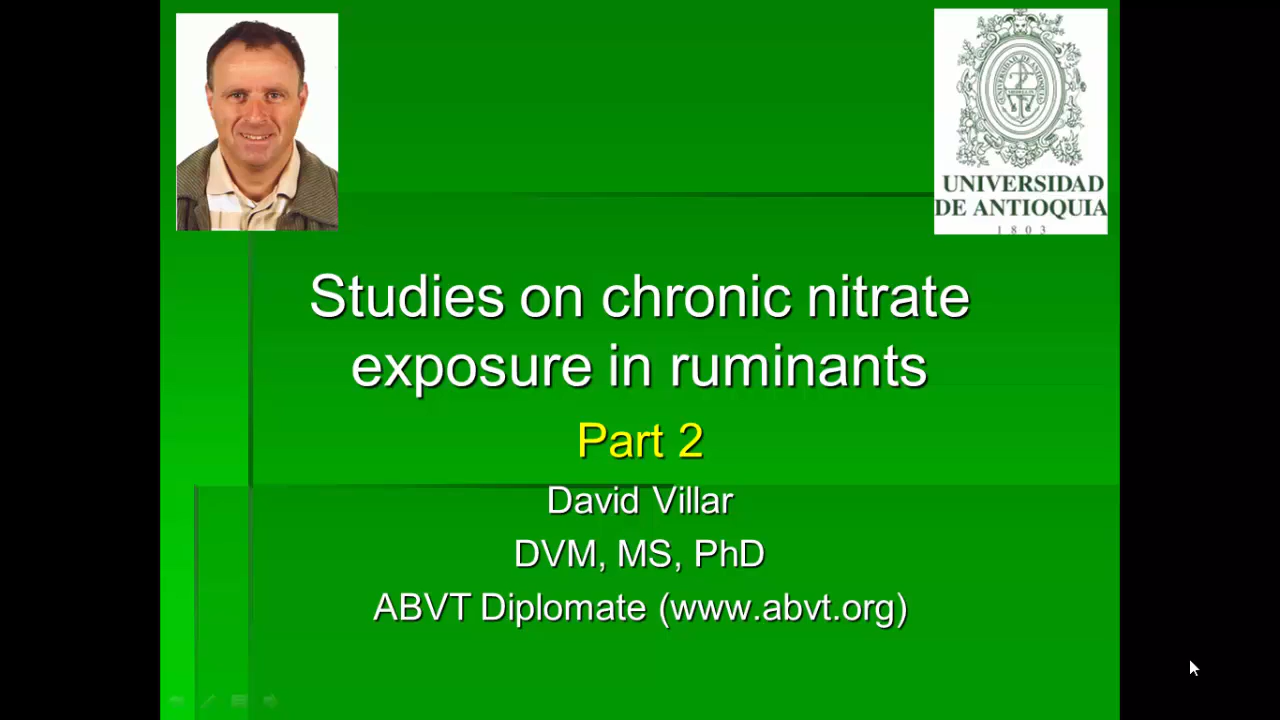 UNIVERSIDAD
DE ANTIOQUIA
1803
Studies on chronic nitrate
exposure in ruminants
Part 2
David Villar
DVM, MS, PhD
ABVT Diplomate (www.abvt.org)